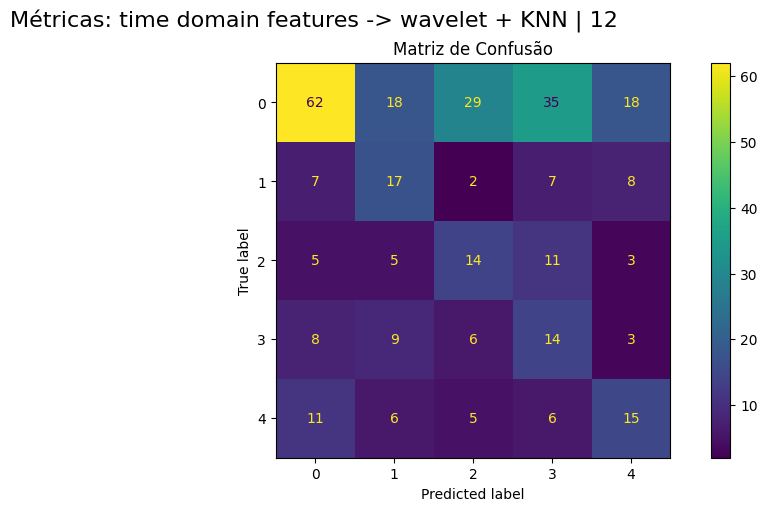 Métricas: time domain features -> wavelet + KNN | 12
Matriz de Confusão
0 62 18 29 35 18
1 7 17 2 7 8
2 5 5 14 11 3
3 8 9 6 14 3
4 11 6 5 6 15
0 1 2 3 4
Predicted label
True label
60
50
40
30
20
10